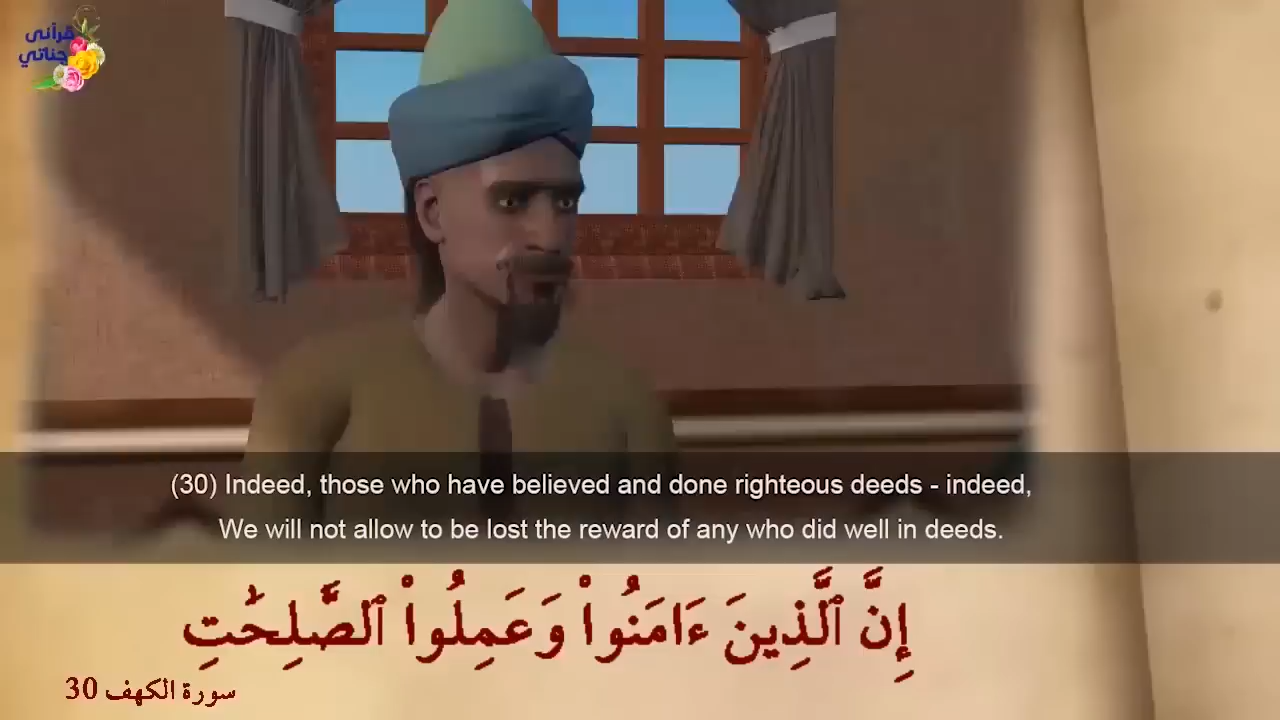 قرآنى
جناتي
(30) Indeed, those who have believed and done righteous deeds - indeed,
We will not allow to be lost the reward of any who did well in deeds.
إِنَّ ٱلَّذِينَ ءَامَنُوا۟ وَعَمِلُوا۟ ٱلصَّٰلِحَٰتِ
سورة الكهف 30